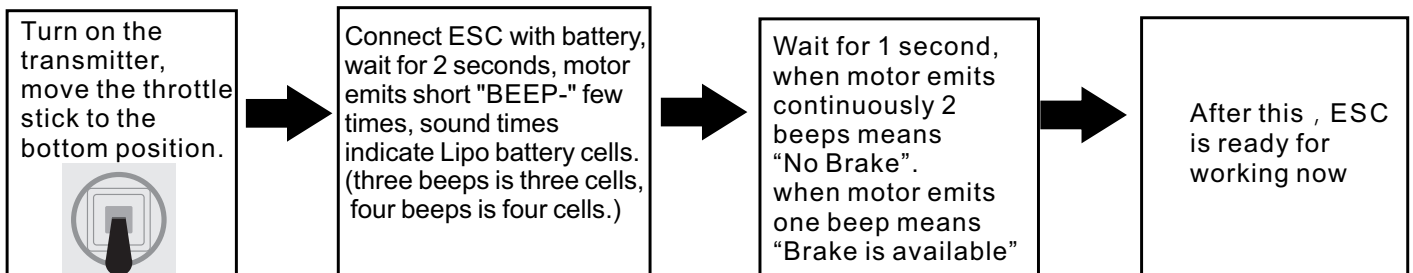 Turn on the
transmitter,
move the throttle
stick to the
bottom position.
Connect ESC with battery,
wait for 2 seconds, motor
emits short "BEEP-" few
times, sound times
indicate Lipo battery cells.
(three beeps is three cells,
four beeps is four cells.)
Wait for 1 second,
when motor emits
continuously 2
beeps means
“No Brake”.
when motor emits
one beep means
“Brake is available”
After this , ESC
is ready for
working now